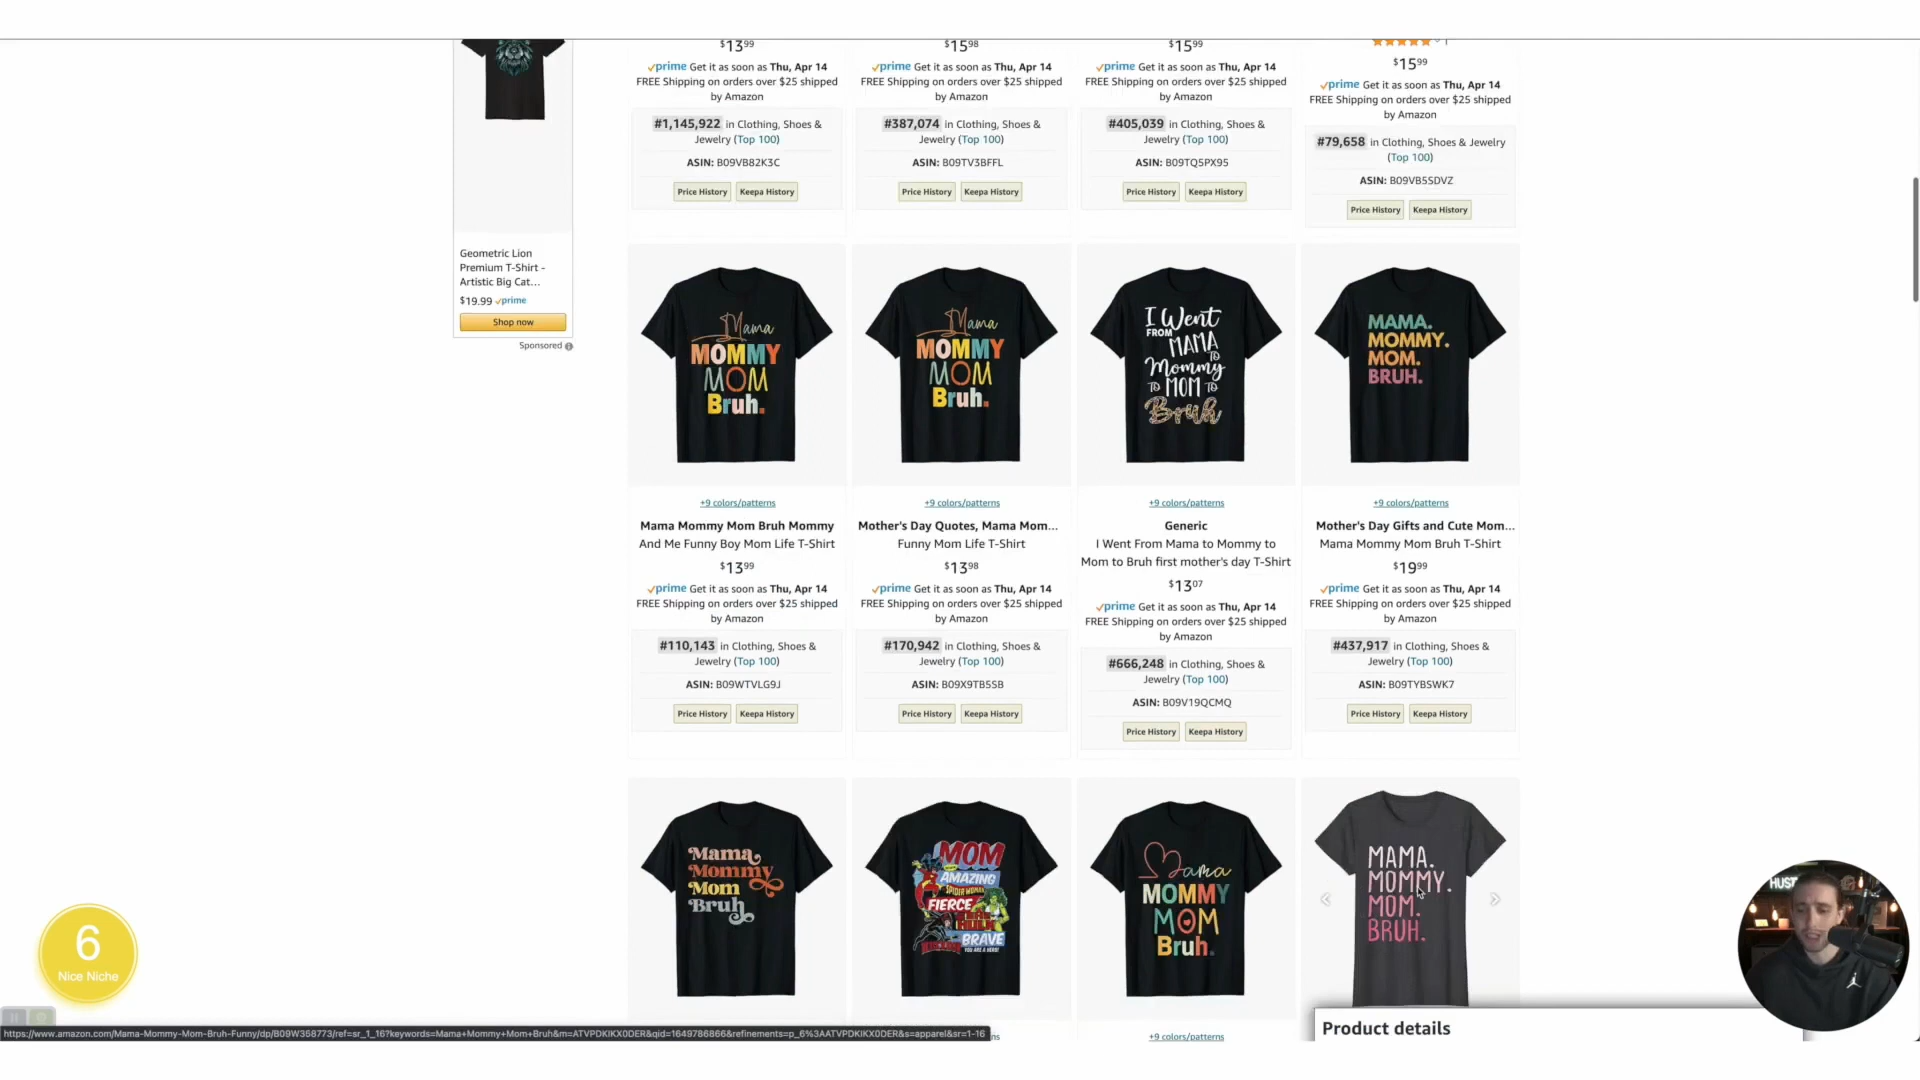 $13.99
prime Get it as soon as Thu, Apr 14
FREE Shipping on orders over $25 shipped
by Amazon
#1,145,922 in Clothing, Shoes &
Jewelry (Top 100)
ASIN: B09VB82K3C
Price History Keepa History
$15.98
prime Get it as soon as Thu, Apr 14
FREE Shipping on orders over $25 shipped
by Amazon
#387,074 in Clothing, Shoes &
Jewelry (Top 100)
ASIN: B09TV3BFFL
Price History Keepa History
$15.99
prime Get it as soon as Thu, Apr 14
FREE Shipping on orders over $25 shipped
by Amazon
#405,039 in Clothing, Shoes &
Jewelry (Top 100)
ASIN: B09TQ5PX95
Price History Keepa History
$15.99
prime Get it as soon as Thu, Apr 14
FREE Shipping on orders over $25 shipped
by Amazon
#79,658 in Clothing, Shoes & Jewelry
(Top 100)
ASIN: B09VB5SDVZ
Price History Keepa History
Geometric Lion
Premium T-Shirt -
Artistic Big Cat...
$19.99 prime
Shop now
Sponsored
Mama
MOMMY
MOM
Bruh.
+9 colors/patterns
Mama Mommy Mom Bruh Mommy
And Me Funny Boy Mom Life T-Shirt
$13.99
prime Get it as soon as Thu, Apr 14
FREE Shipping on orders over $25 shipped
by Amazon
#110,143 in Clothing, Shoes &
Jewelry (Top 100)
ASIN: B09WTVLG9J
Price History Keepa History
Mama
MOMMY
MOM
Bruh.
+9 colors/patterns
Mother's Day Quotes, Mama Mom...
Funny Mom Life T-Shirt
$13.98
prime Get it as soon as Thu, Apr 14
FREE Shipping on orders over $25 shipped
by Amazon
#170,942 in Clothing, Shoes &
Jewelry (Top 100)
ASIN: B09X9TB5SB
Price History Keepa History
I Went
FROM
MAMA
TO
Mommy
TO MOM TO
Bruh
+9 colors/patterns
Generic
I Went From Mama to Mommy to
Mom to Bruh first mother's day T-Shirt
$13.07
prime Get it as soon as Thu, Apr 14
FREE Shipping on orders over $25 shipped
by Amazon
#666,248 in Clothing, Shoes &
Jewelry (Top 100)
ASIN: B09V19QCMQ
Price History Keepa History
MAMA.
MOMMY.
MOM.
BRUH.
+9 colors/patterns
Mother's Day Gifts and Cute Mom...
Mama Mommy Mom Bruh T-Shirt
$19.99
prime Get it as soon as Thu, Apr 14
FREE Shipping on orders over $25 shipped
by Amazon
#437,917 in Clothing, Shoes &
Jewelry (Top 100)
ASIN: B09TYBSWK7
Price History Keepa History
Mama
Mommy
Mom
Bruh
MOM
AMAZING
SPIDER WOMAN
FIERCE
BRAVE
YOU ARE A HERO!
Mama
MOMMY
MOM
Bruh.
+9 colors/patterns
MAMA.
MOMMY.
MOM.
BRUH.
Product details
6
Nice Niche
HUST
https://www.amazon.com/Mama-Mommy-Mom-Bruh-Funny/dp/B09W358773/ref=sr_1_16?keywords=Mama+Mommy+Mom+Bruh&m=ATVPDKIKX0DER&qid=1649786866&refinements=p_6%3AATVPDKIKX0DER&s=apparel&sr=1-16
ns